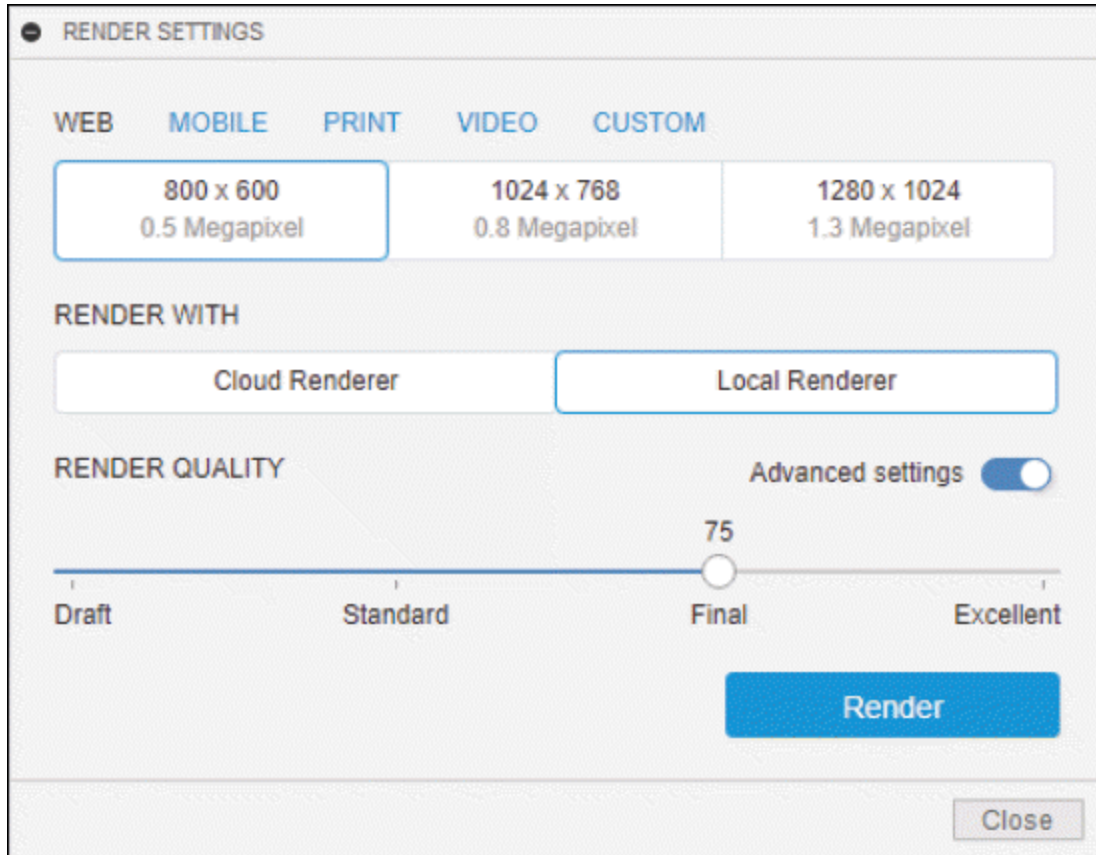 RENDER SETTINGS
WEB MOBILE PRINT VIDEO CUSTOM
800 x 600 1024 x 768 1280 x 1024
0.5 Megapixel 0.8 Megapixel 1.3 Megapixel
RENDER WITH
Cloud Renderer Local Renderer
RENDER QUALITY Advanced settings
75
Draft Standard Final Excellent
Render
Close